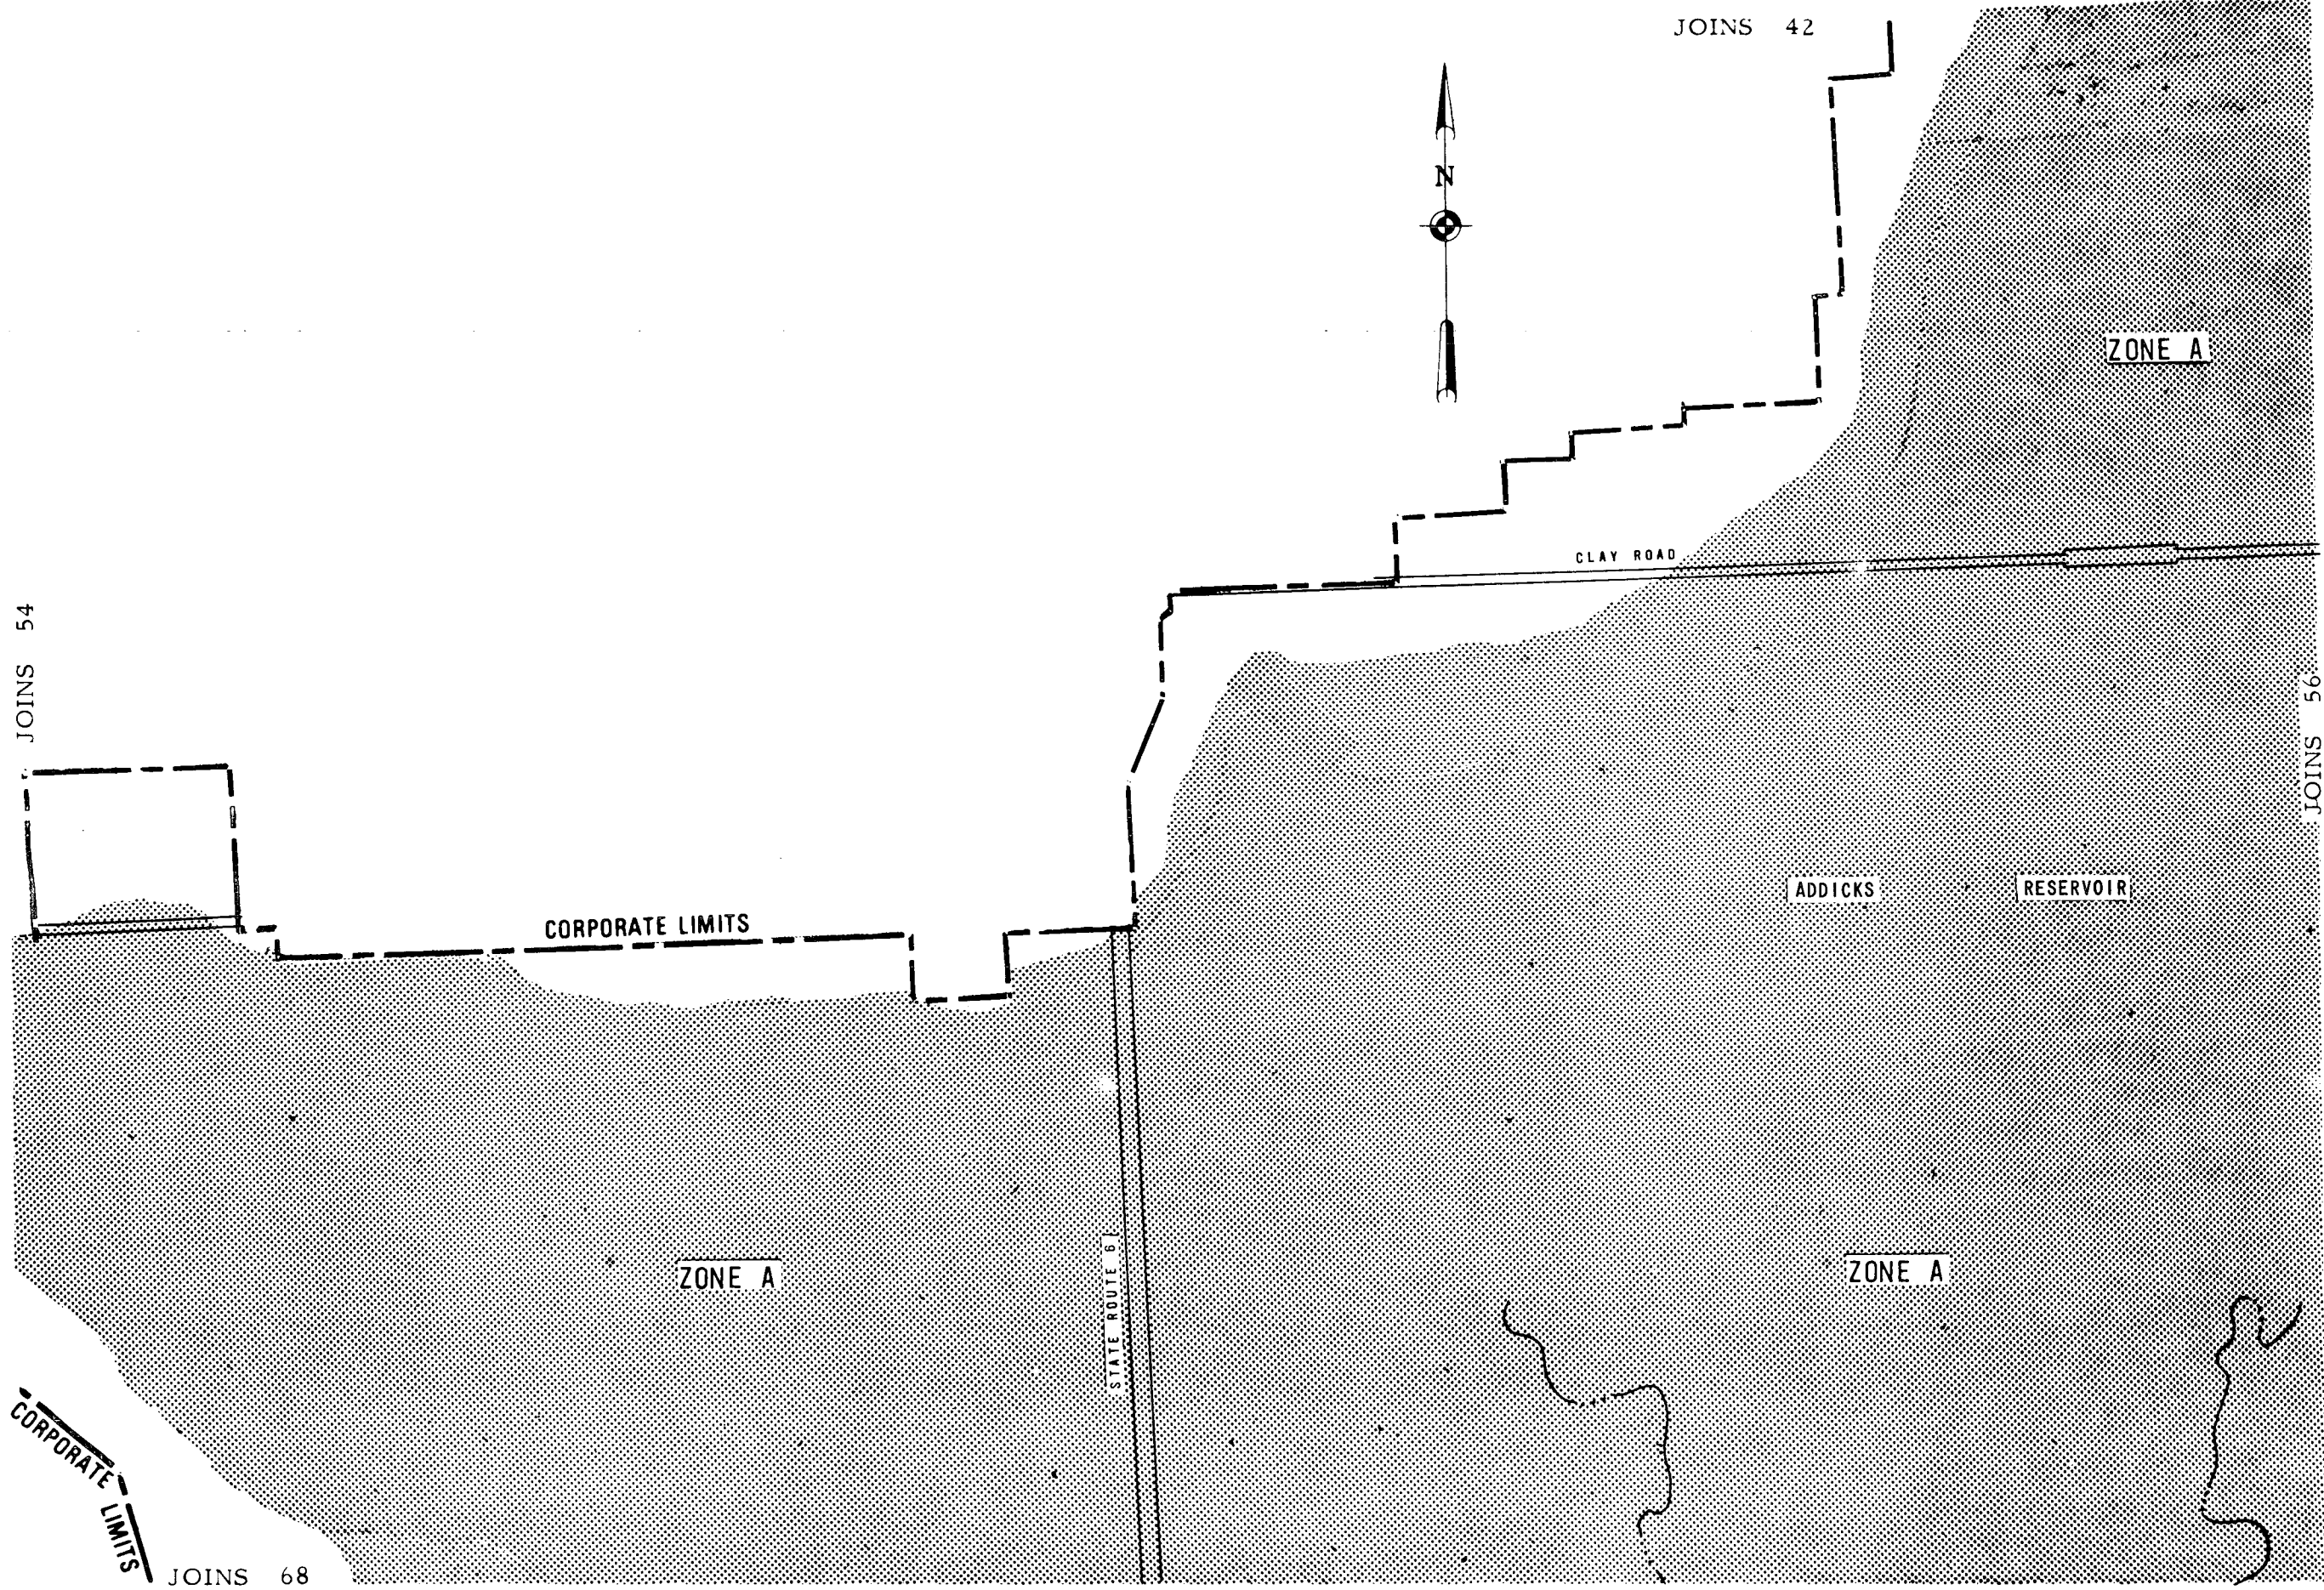 JOINS 42
N
ZONE A
CLAY ROAD
JOINS 54
JOINS 56
ADDICKS RESERVOIR
CORPORATE LIMITS
ZONE A
STATE ROUTE 6
ZONE A
CORPORATE LIMITS
JOINS 68